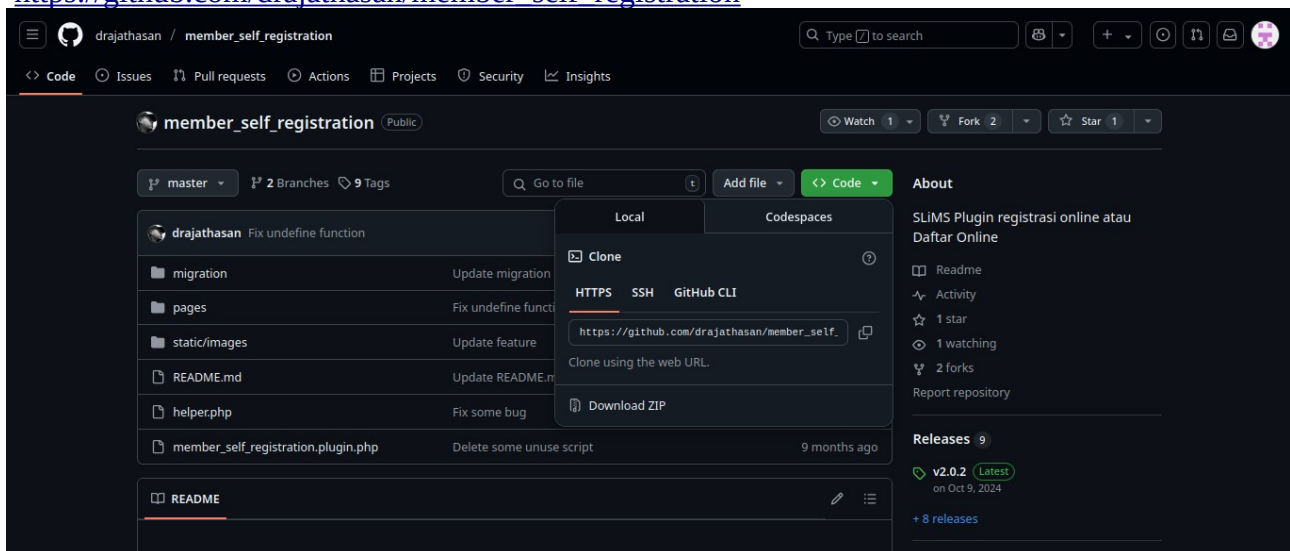 https://github.com/drajathasan/member_self_registration
drajathasan / member_self_registration
Type / to search
Code Issues Pull requests Actions Projects Security Insights
member_self_registration Public
Watch 1 Fork 2 Star 1
master 2 Branches 9 Tags
Go to file t
Add file
Code
About
Local Codespaces
SLiMS Plugin registrasi online atau
Daftar Online
drajathasan Fix undefine function
Clone
migration Update migration
HTTPS SSH GitHub CLI
pages Fix undefine functi
https://github.com/drajathasan/member_self_
static/images Update feature
Clone using the web URL.
README.md Update README.m
Download ZIP
helper.php Fix some bug
member_self_registration.plugin.php Delete some unuse script 9 months ago
Readme
Activity
1 star
1 watching
2 forks
Report repository
Releases 9
v2.0.2 Latest
on Oct 9, 2024
+ 8 releases
README